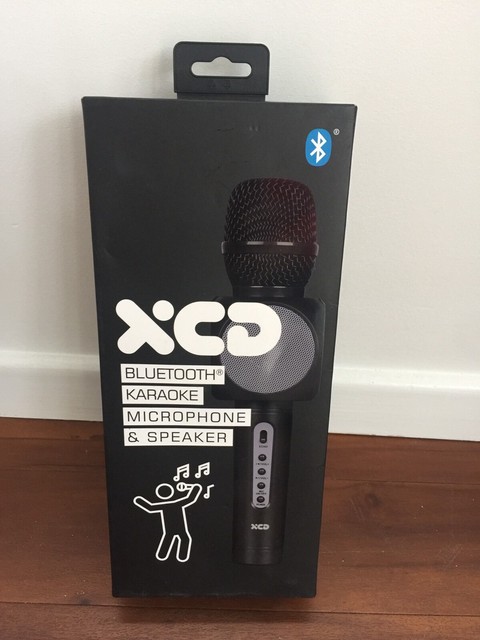 XCD
BLUETOOTH®
KARAOKE
MICROPHONE
& SPEAKER
XCD